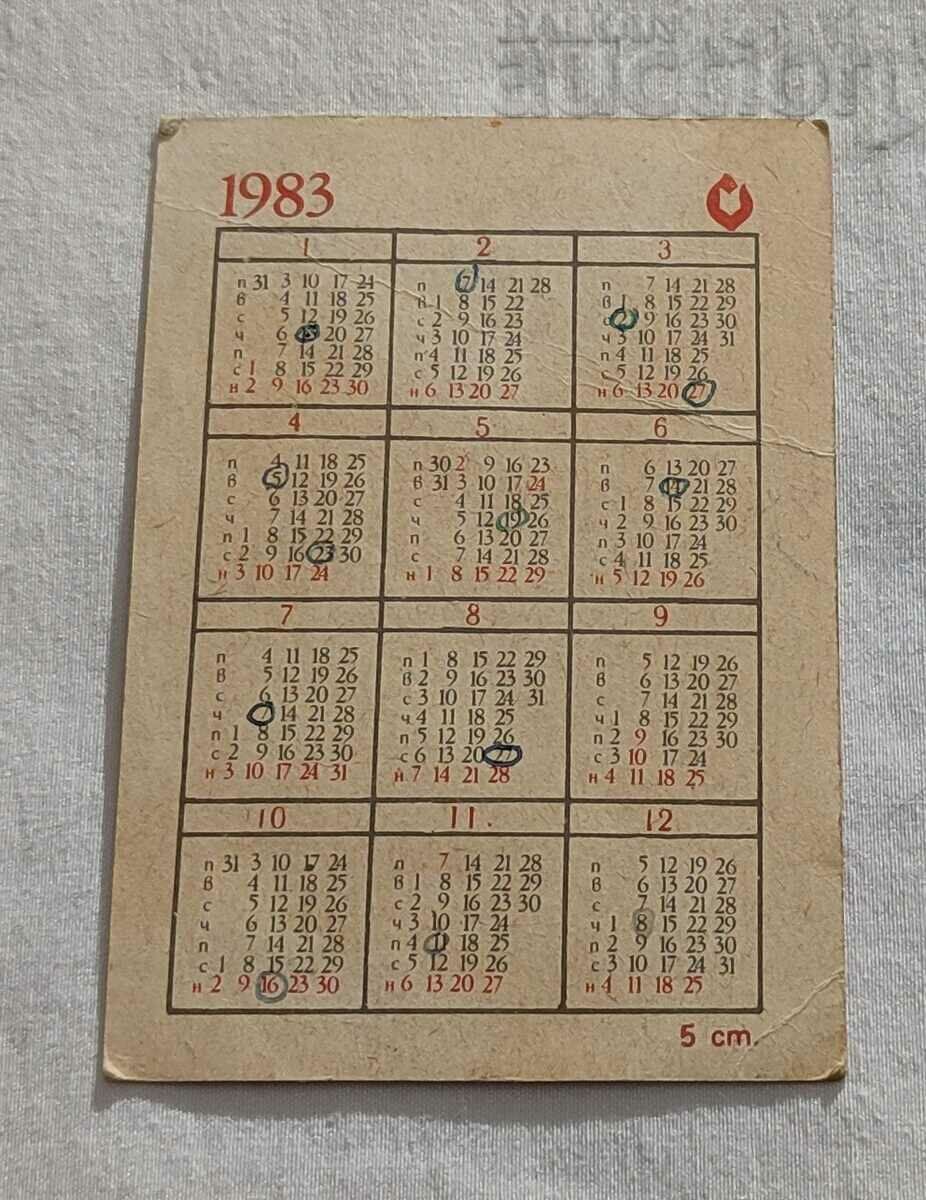 1983
1
п 31 3 10 17 24
в 4 11 18 25
с 5 12 19 26
ч 6 13 20 27
п 7 14 21 28
с 1 8 15 22 29
н 2 9 16 23 30
2
п 7 14 21 28
в 1 8 15 22
с 2 9 16 23
ч 3 10 17 24
п 4 11 18 25
с 5 12 19 26
н 6 13 20 27
3
п 7 14 21 28
в 1 8 15 22 29
с 2 9 16 23 30
ч 3 10 17 24 31
п 4 11 18 25
с 5 12 19 26
н 6 13 20 27
4
п 4 11 18 25
в 5 12 19 26
с 6 13 20 27
ч 7 14 21 28
п 1 8 15 22 29
с 2 9 16 23 30
н 3 10 17 24
5
п 30 2 9 16 23
в 31 3 10 17 24
с 4 11 18 25
ч 5 12 19 26
п 6 13 20 27
с 7 14 21 28
н 1 8 15 22 29
6
п 6 13 20 27
в 7 14 21 28
с 1 8 15 22 29
ч 2 9 16 23 30
п 3 10 17 24
с 4 11 18 25
н 5 12 19 26
7
п 4 11 18 25
в 5 12 19 26
с 6 13 20 27
ч 14 21 28
п 1 8 15 22 29
с 2 9 16 23 30
н 3 10 17 24 31
8
п 1 8 15 22 29
в 2 9 16 23 30
с 3 10 17 24 31
ч 4 11 18 25
п 5 12 19 26
с 6 13 20 27
н 7 14 21 28
9
п 5 12 19 26
в 6 13 20 27
с 7 14 21 28
ч 1 8 15 22 29
п 2 9 16 23 30
с 3 10 17 24
н 4 11 18 25
10
п 31 3 10 17 24
в 4 11 18 25
с 5 12 19 26
ч 6 13 20 27
п 7 14 21 28
с 1 8 15 22 29
н 2 9 16 23 30
11.
п 7 14 21 28
в 1 8 15 22 29
с 2 9 16 23 30
ч 3 10 17 24
п 4 11 18 25
с 5 12 19 26
н 6 13 20 27
12
п 5 12 19 26
в 6 13 20 27
с 7 14 21 28
ч 1 8 15 22 29
п 2 9 16 23 30
с 3 10 17 24 31
н 4 11 18 25
5 cm.